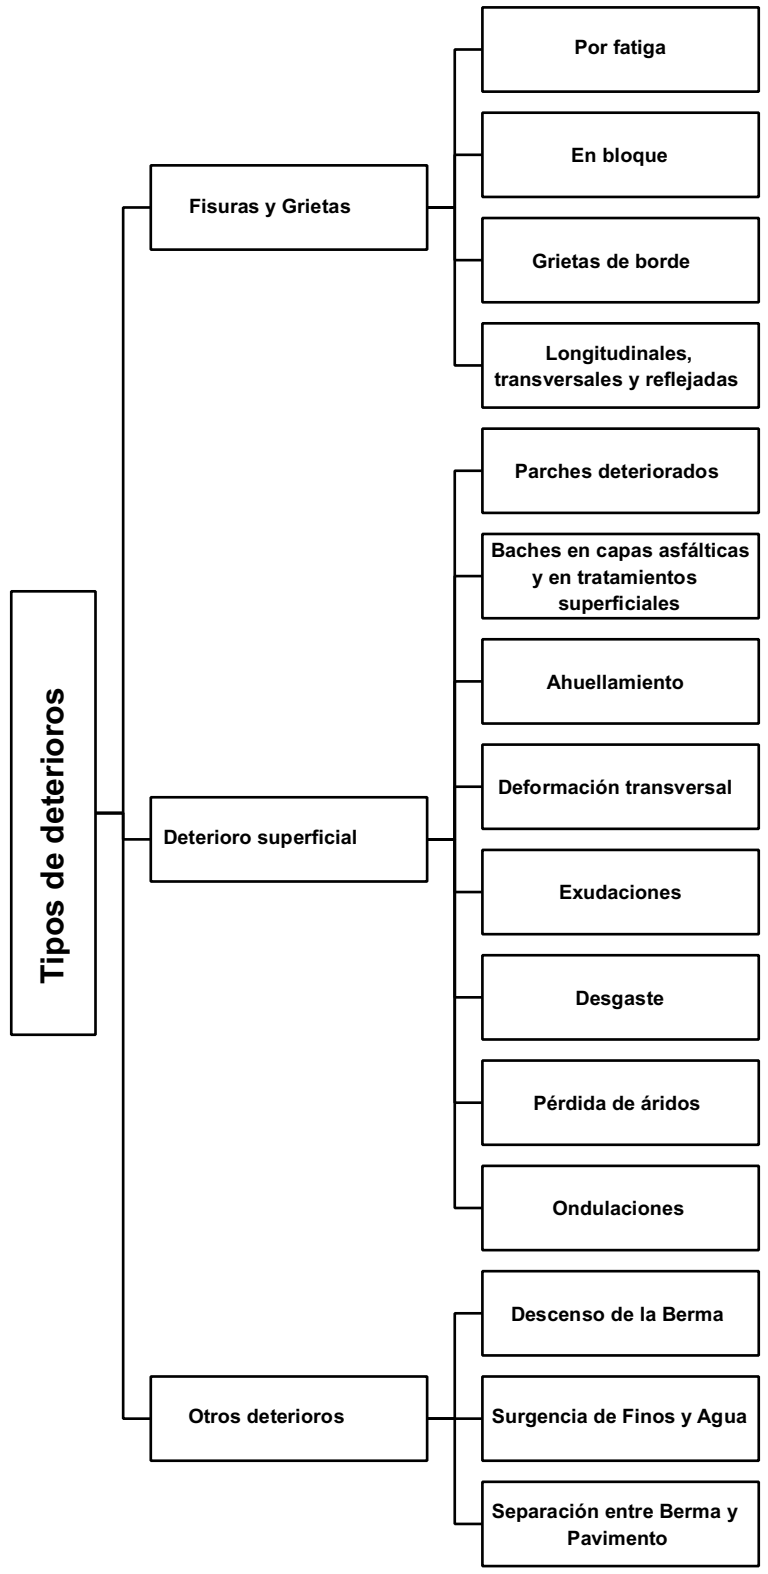 Tipos de deterioros
Fisuras y Grietas
Por fatiga
En bloque
Grietas de borde
Longitudinales,
transversales y reflejadas
Deterioro superficial
Parches deteriorados
Baches en capas asfálticas
y en tratamientos
superficiales
Ahuellamiento
Deformación transversal
Exudaciones
Desgaste
Pérdida de áridos
Ondulaciones
Otros deterioros
Descenso de la Berma
Surgencia de Finos y Agua
Separación entre Berma y
Pavimento